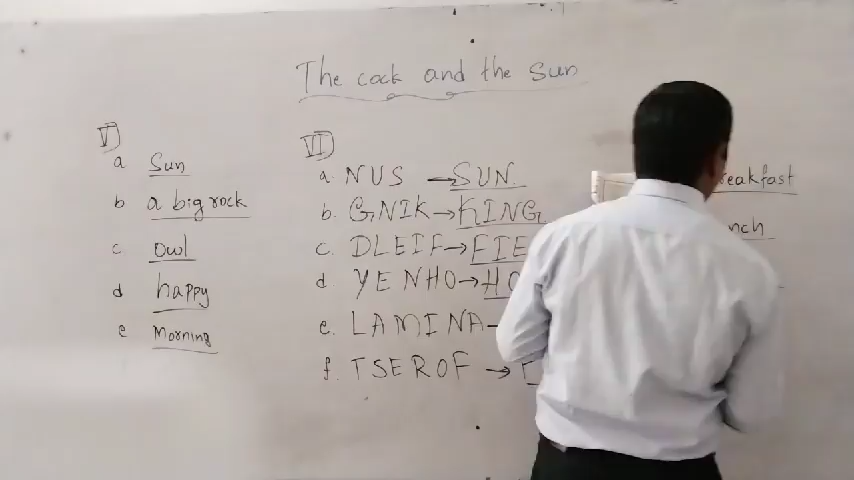 The cock and the Sun
V)
a Sun
b a big rock
c owl
d happy
e Morning
VI)
a NUS → SUN.
b. GNIK → KING
c. DLEIF → FIE
d YENHO → HO
e. LAMINA
f. TSEROF →
eakfast
nch